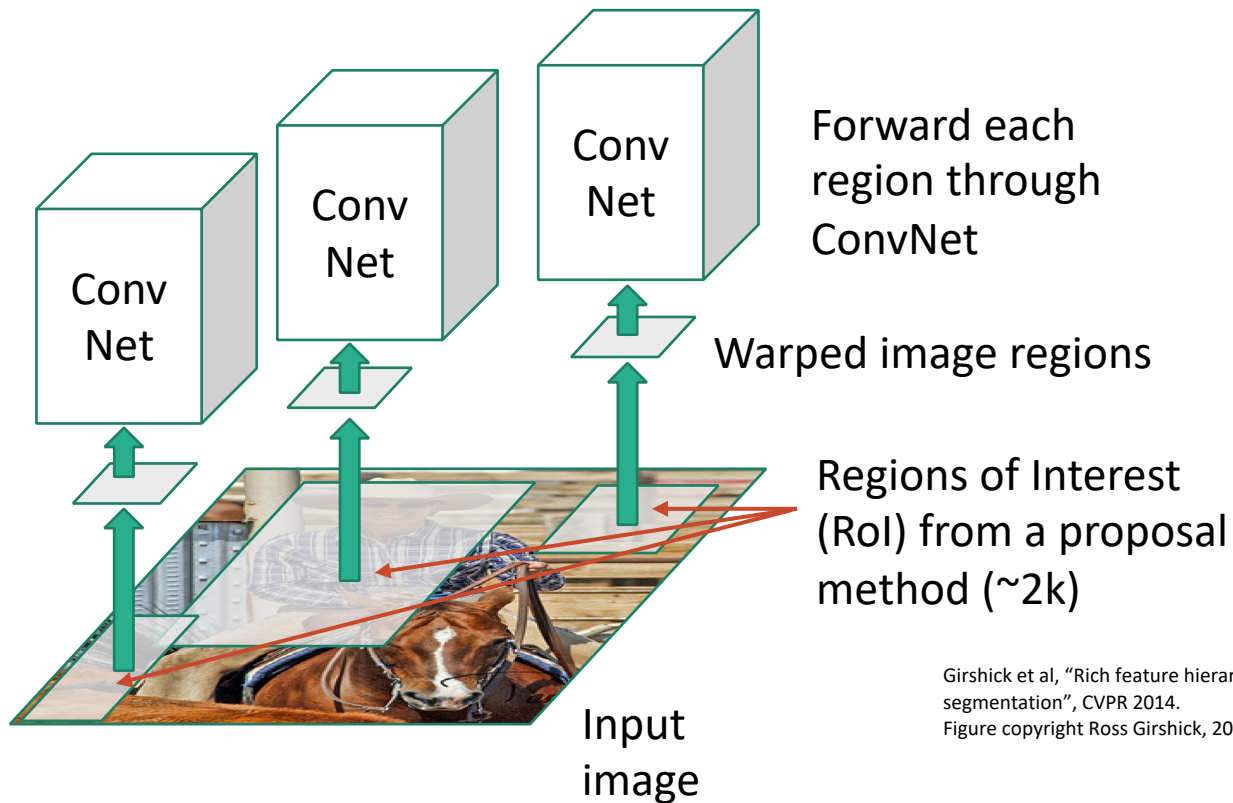 Conv
Net
Conv
Net
Conv
Net
Forward each
region through
ConvNet
Warped image regions
Regions of Interest
(RoI) from a proposal
method (~2k)
Input
image
Girshick et al, “Rich feature hierar
segmentation”, CVPR 2014.
Figure copyright Ross Girshick, 20